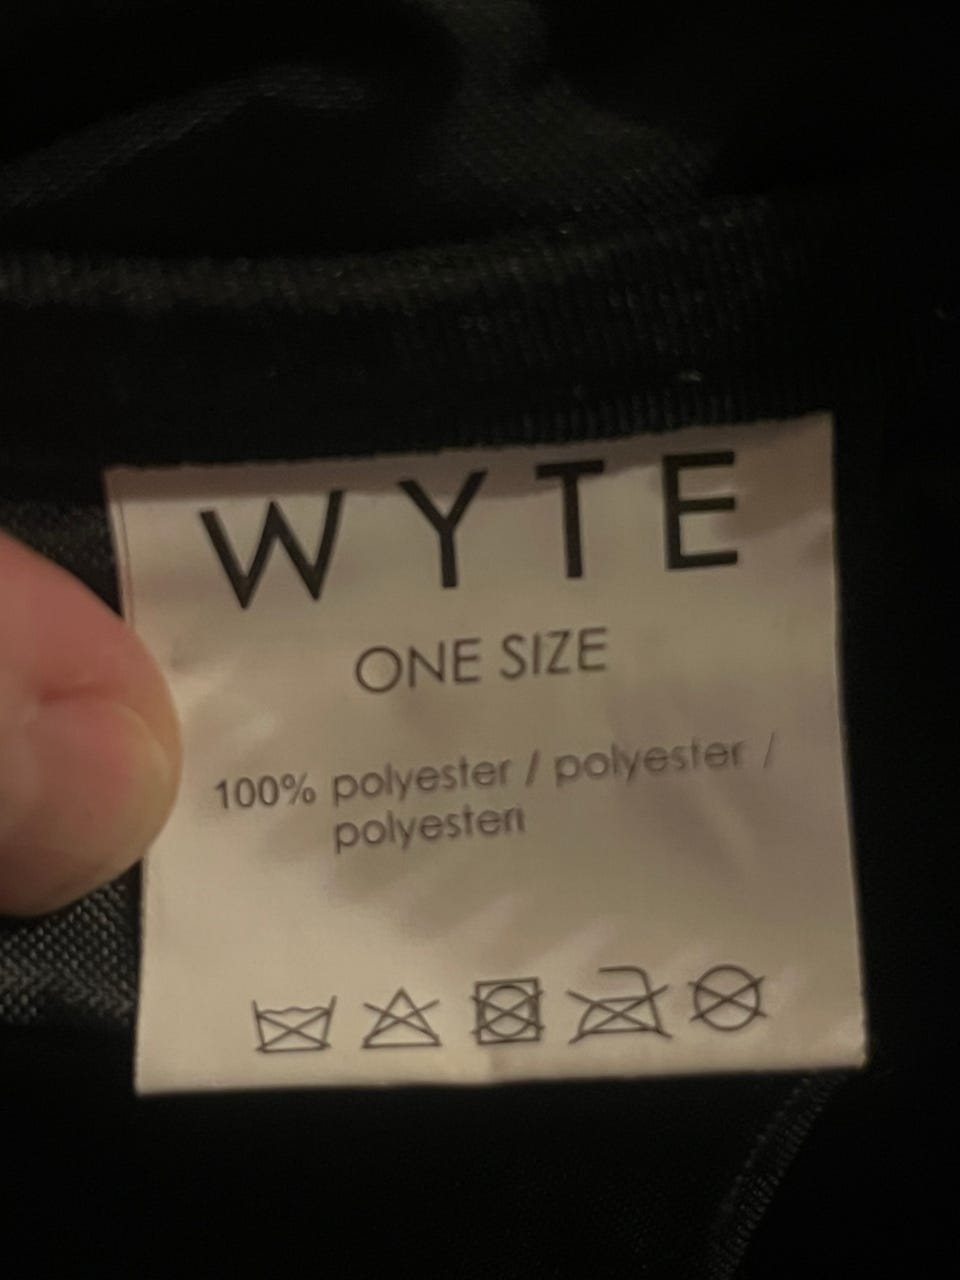 WYTE
ONE SIZE
100% polyester / polyester /
polyesteri